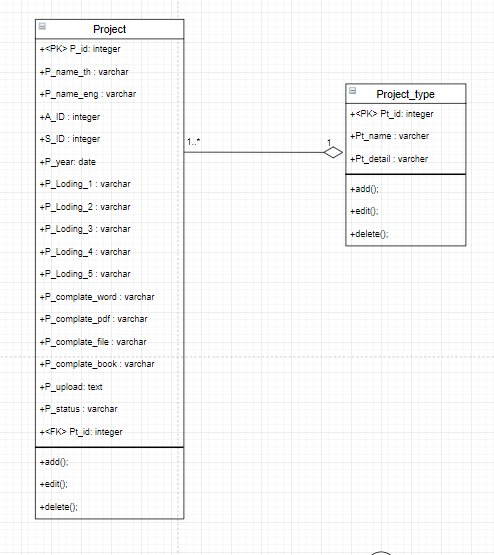 Project
+<PK> P_id: integer
+P_name_th : varchar
+P_name_eng : varchar
+A_ID : integer
+S_ID : integer
+P_year: date
+P_Loding_1 : varchar
+P_Loding_2 : varchar
+P_Loding_3 : varchar
+P_Loding_4 : varchar
+P_Loding_5 : varchar
+P_complate_word : varchar
+P_complate_pdf : varchar
+P_complate_file : varchar
+P_complate_book : varchar
+P_upload: text
+P_status : varchar
+<FK> Pt_id: integer
+add();
+edit();
+delete();
1..*
1
Project_type
+<PK> Pt_id: integer
+Pt_name : varcher
+Pt_detail : varcher
+add();
+edit();
+delete();